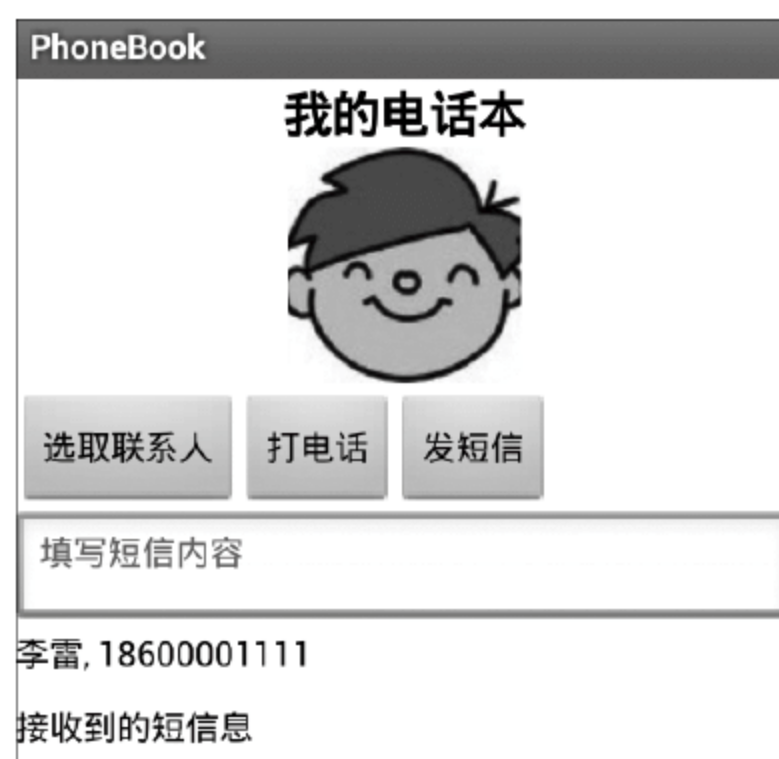 PhoneBook
我的电话本
选取联系人 打电话 发短信
填写短信内容
李雷, 18600001111
接收到的短信息